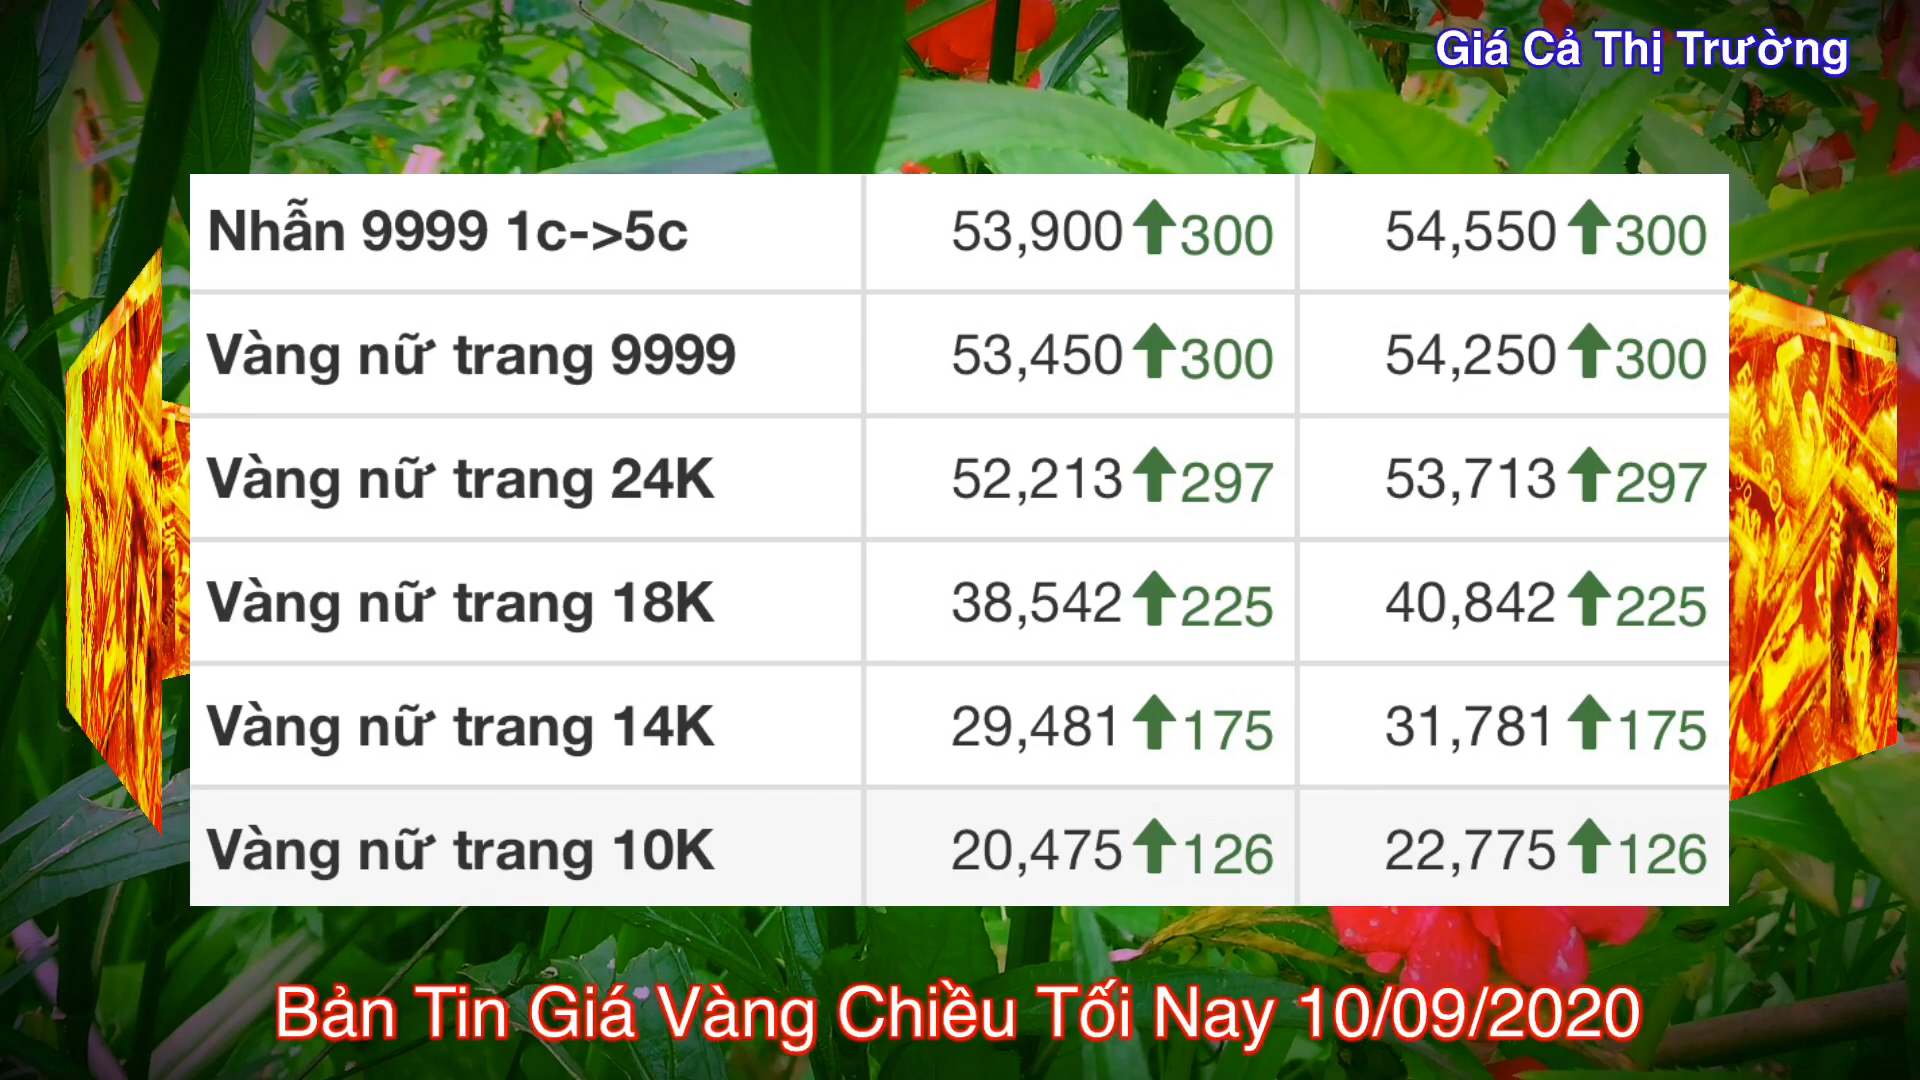 Giá Cả Thị Trường
Nhẫn 9999 1c->5c 53,900 300 54,550 300
Vàng nữ trang 9999 53,450 300 54,250 300
Vàng nữ trang 24K 52,213 297 53,713 297
Vàng nữ trang 18K 38,542 225 40,842 225
Vàng nữ trang 14K 29,481 175 31,781 175
Vàng nữ trang 10K 20,475 126 22,775 126
Bản Tin Giá Vàng Chiều Tối Nay 10/09/2020